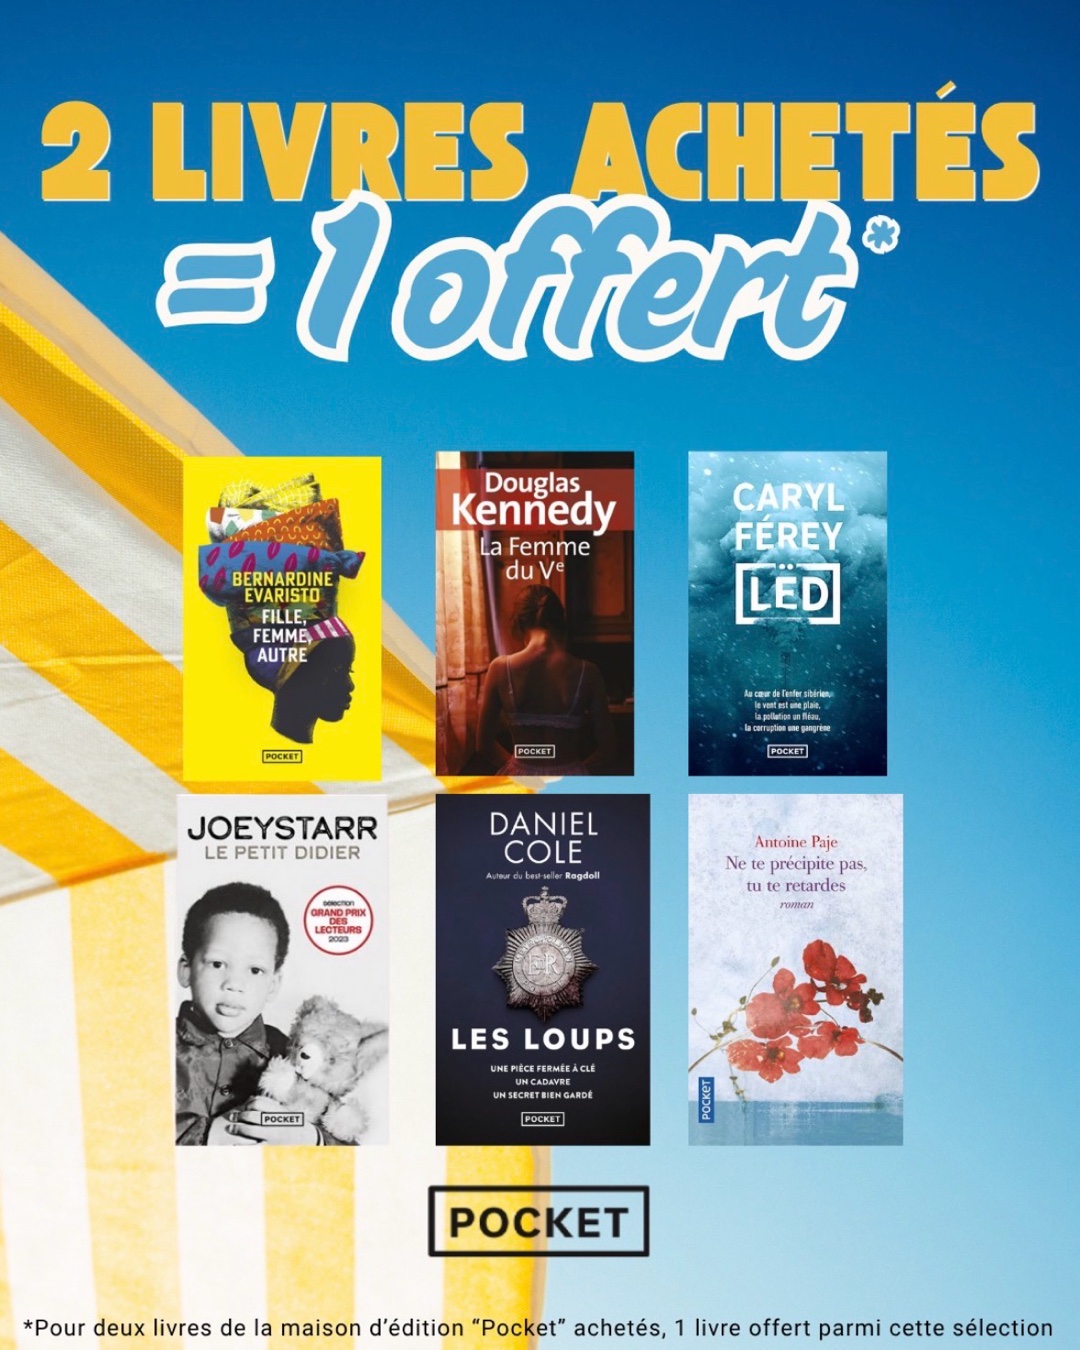 2 LIVRES ACHETÉS
= 1 offert*
BERNARDINE
EVARISTO
FILLE,
FEMME,
AUTRE
POCKET
Douglas
Kennedy
La Femme
du Ve
POCKET
CARYL
FÉREY
[LËD]
Au cœur de l'enfer sibérien,
le vent est une plaie,
la pollution un fléau,
la corruption une gangrène
POCKET
JOEYSTARR
LE PETIT DIDIER
sélection
GRAND PRIX
DES
LECTEURS
2023
POCKET
DANIEL
COLE
Auteur du best-seller Ragdoll
ER
LES LOUPS
UNE PIÈCE FERMÉE À CLÉ
UN CADAVRE
UN SECRET BIEN GARDÉ
POCKET
Antoine Paje
Ne te précipite pas,
tu te retardes
roman
POCKET
POCKET
*Pour deux livres de la maison d'édition “Pocket” achetés, 1 livre offert parmi cette sélection